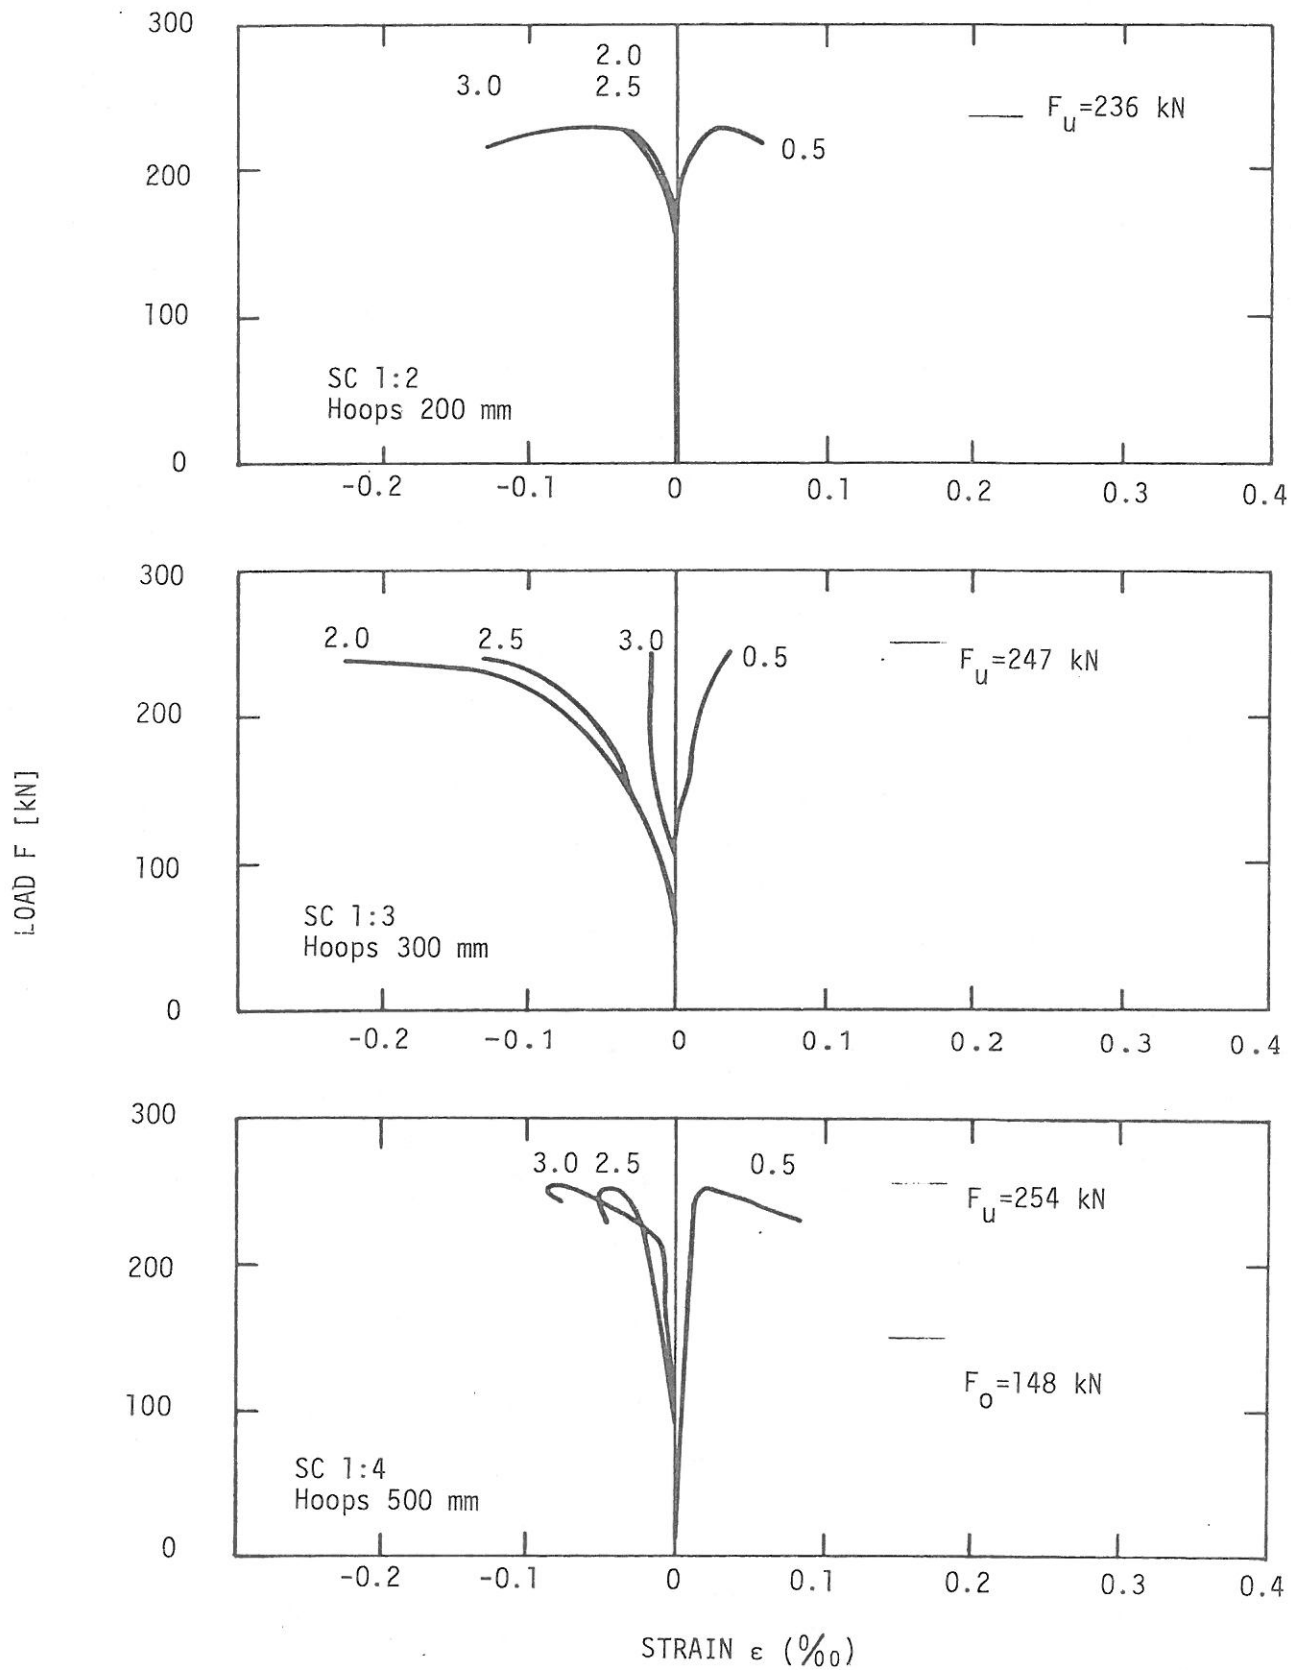 300
2.0
3.0 2.5
F_u=236 kN
0.5
200
100
SC 1:2
Hoops 200 mm
0
-0.2 -0.1 0 0.1 0.2 0.3 0.4
300
2.0 2.5 3.0 0.5
F_u=247 kN
200
LOAD F [kN]
100
SC 1:3
Hoops 300 mm
0
-0.2 -0.1 0 0.1 0.2 0.3 0.4
300
3.0 2.5 0.5
F_u=254 kN
200
F_o=148 kN
100
SC 1:4
Hoops 500 mm
0
-0.2 -0.1 0 0.1 0.2 0.3 0.4
STRAIN ε (‰)